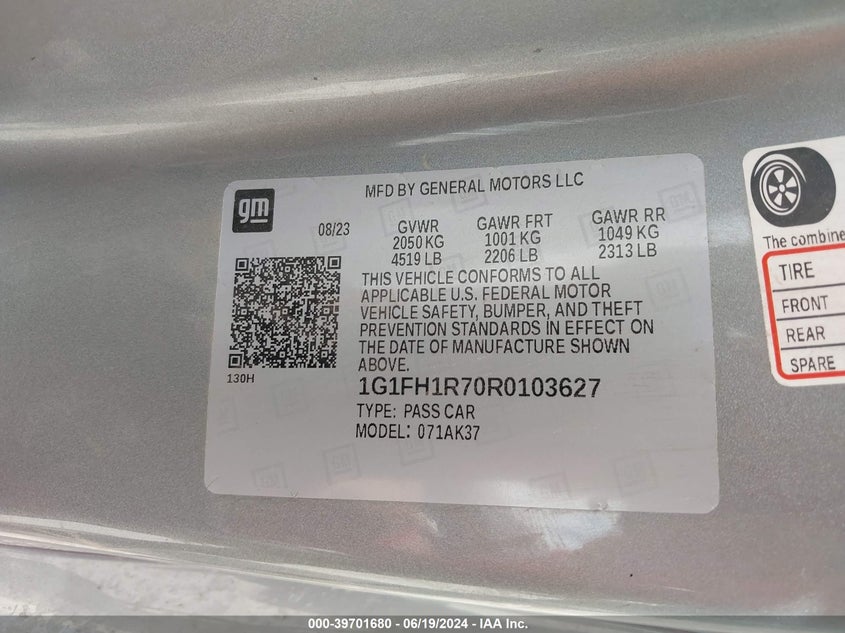 gm
MFD BY GENERAL MOTORS LLC
08/23
GVWR
2050 KG
4519 LB
GAWR FRT
1001 KG
2206 LB
GAWR RR
1049 KG
2313 LB
THIS VEHICLE CONFORMS TO ALL
APPLICABLE U.S. FEDERAL MOTOR
VEHICLE SAFETY, BUMPER, AND THEFT
PREVENTION STANDARDS IN EFFECT ON
THE DATE OF MANUFACTURE SHOWN
ABOVE.
130H
1G1FH1R70R0103627
TYPE: PASS CAR
MODEL: 071AK37
The combine
TIRE
FRONT
REAR
SPARE
000-39701680 - 06/19/2024 - IAA Inc.